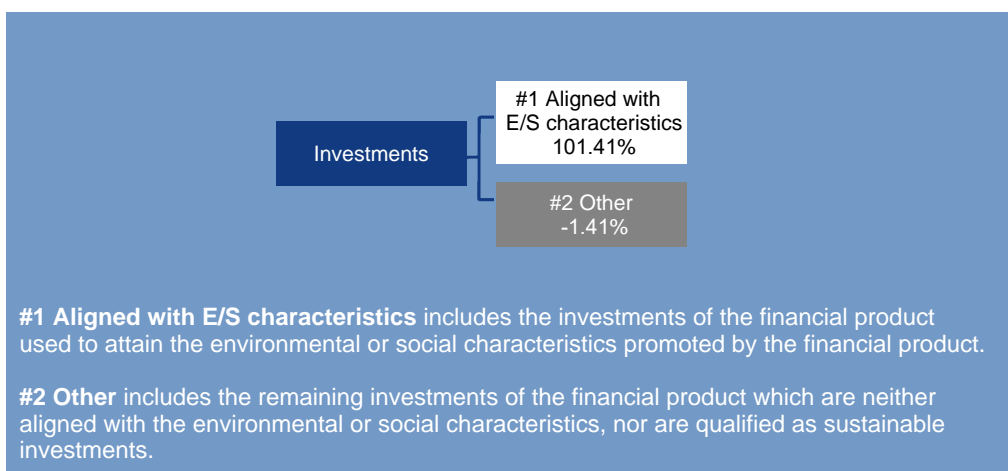 #1 Aligned with
E/S characteristics
101.41%
Investments
#2 Other
-1.41%
#1 Aligned with E/S characteristics includes the investments of the financial product
used to attain the environmental or social characteristics promoted by the financial product.
#2 Other includes the remaining investments of the financial product which are neither
aligned with the environmental or social characteristics, nor are qualified as sustainable
investments.